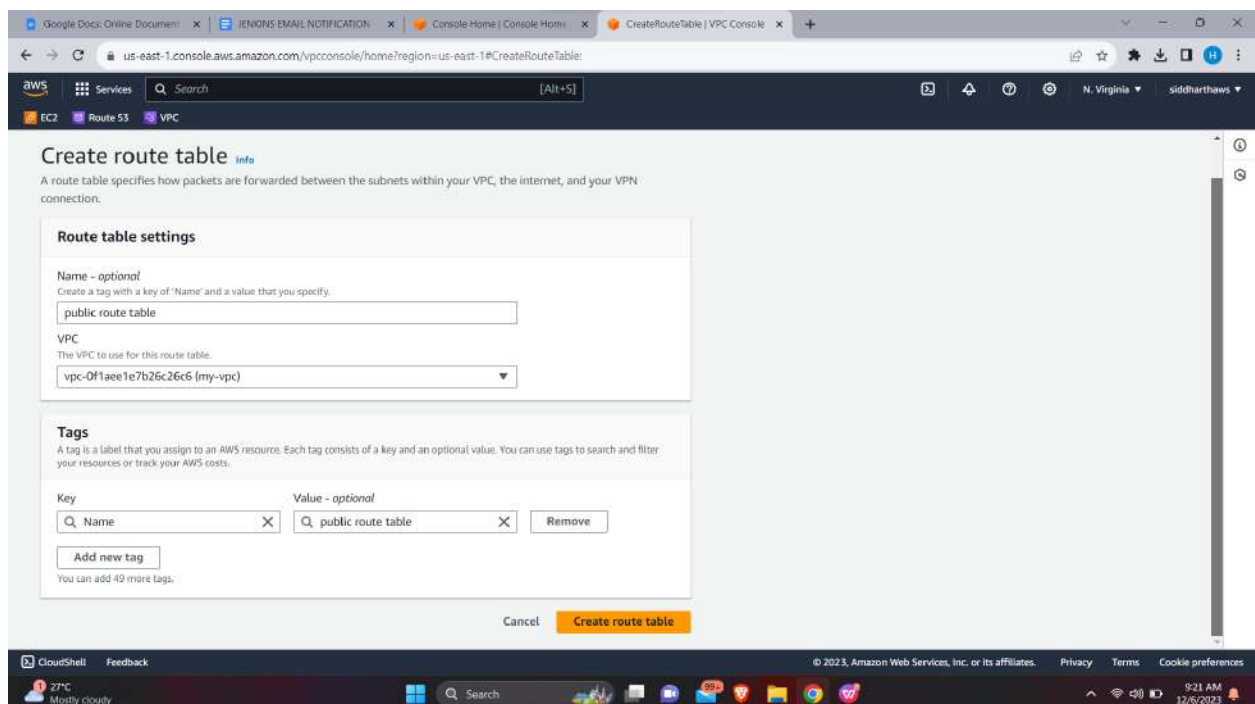 Google Docs: Online Document
JENKINS EMAIL NOTIFICATION
Console Home | Console Home
CreateRouteTable | VPC Console
us-east-1.console.aws.amazon.com/vpcconsole/home?region=us-east-1#CreateRouteTable:
H
aws
Services
Search
[Alt+S]
N. Virginia
siddharthaws
EC2
Route 53
VPC
Create route table Info
A route table specifies how packets are forwarded between the subnets within your VPC, the internet, and your VPN
connection.
Route table settings
Name - optional
Create a tag with a key of 'Name' and a value that you specify.
public route table
VPC
The VPC to use for this route table.
vpc-0f1aee1e7b26c26c6 (my-vpc)
Tags
A tag is a label that you assign to an AWS resource. Each tag consists of a key and an optional value. You can use tags to search and filter
your resources or track your AWS costs.
Key
Value - optional
Name
public route table
Remove
Add new tag
You can add 49 more tags.
Cancel
Create route table
CloudShell
Feedback
© 2023, Amazon Web Services, Inc. or its affiliates.
Privacy
Terms
Cookie preferences
1
27°C
Mostly cloudy
Search
99+
9:21 AM
12/6/2023